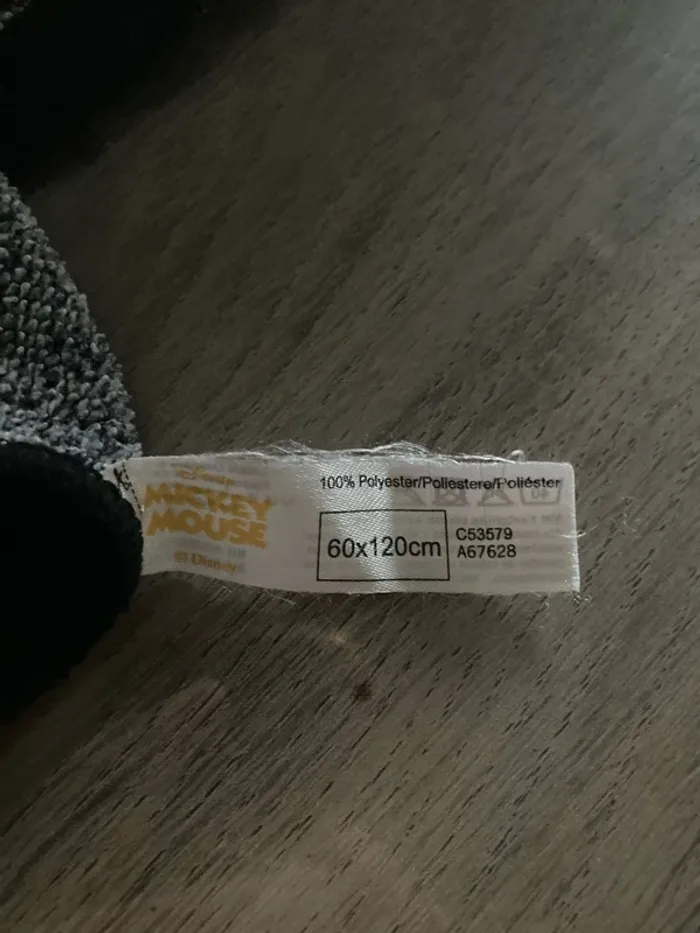 Disney
MICKEY
MOUSE
© Disney
100% Polyester/Poliestere/Poliéster
60x120cm
C53579
A67628